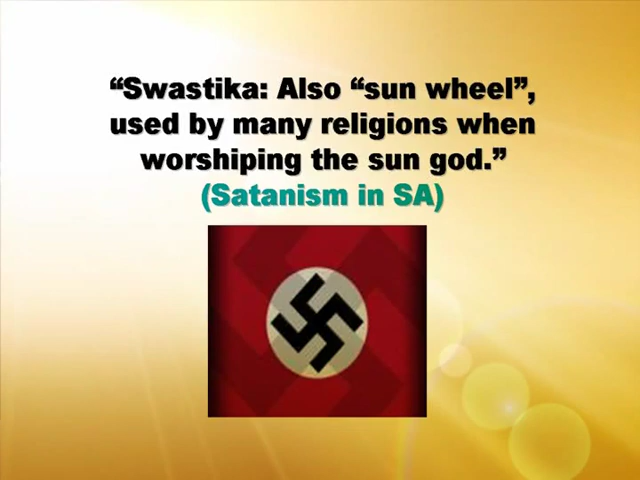 “Swastika: Also “sun wheel”,
used by many religions when
worshiping the sun god.”
(Satanism in SA)